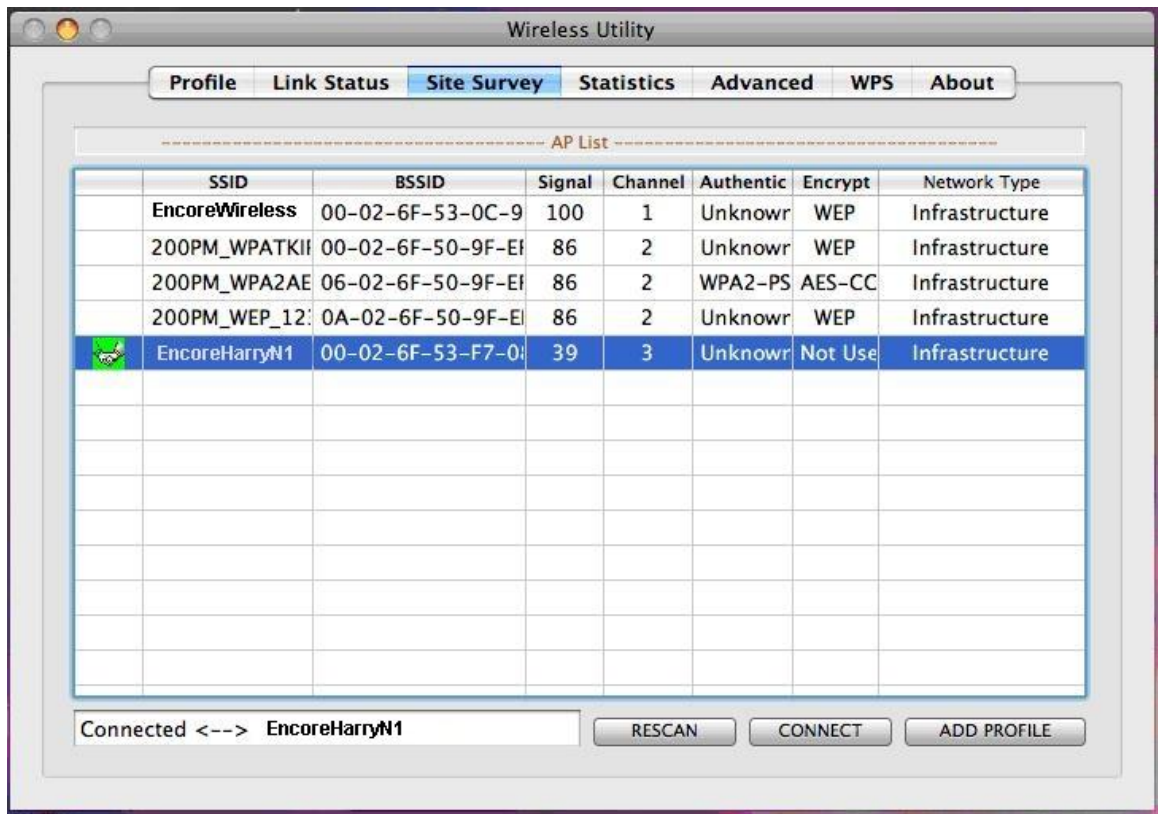 Wireless Utility
Profile Link Status Site Survey Statistics Advanced WPS About
-------------------------------------- AP List --------------------------------------
SSID BSSID Signal Channel Authentic Encrypt Network Type
EncoreWireless 00-02-6F-53-0C-9 100 1 Unknowr WEP Infrastructure
200PM_WPATKII 00-02-6F-50-9F-EF 86 2 Unknowr WEP Infrastructure
200PM_WPA2AE 06-02-6F-50-9F-EF 86 2 WPA2-PS AES-CC Infrastructure
200PM_WEP_12 0A-02-6F-50-9F-E 86 2 Unknowr WEP Infrastructure
EncoreHarryN1 00-02-6F-53-F7-0 39 3 Unknowr Not Use Infrastructure
Connected <--> EncoreHarryN1 RESCAN CONNECT ADD PROFILE